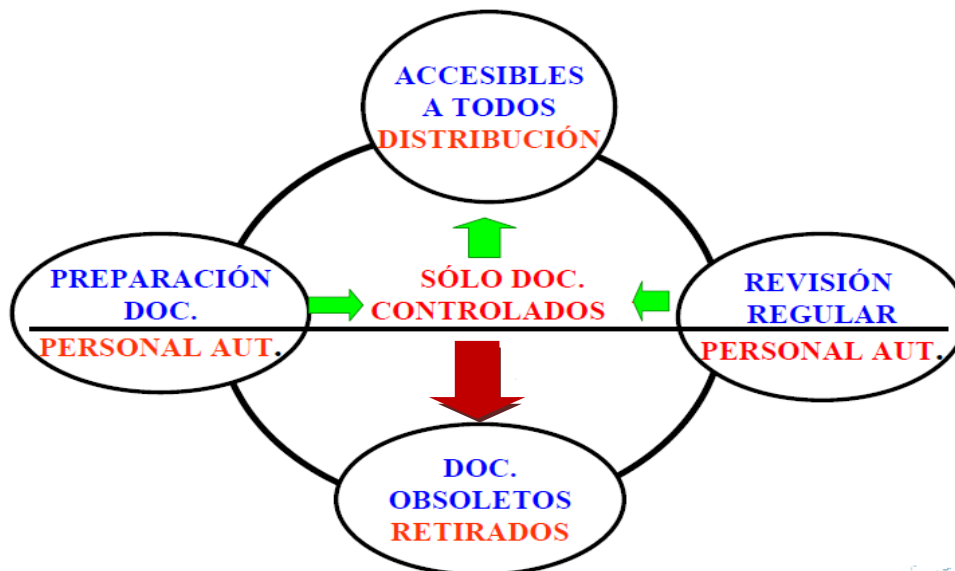 ACCESIBLES
A TODOS
DISTRIBUCIÓN
PREPARACIÓN
DOC.
PERSONAL AUT.
SÓLO DOC.
CONTROLADOS
REVISIÓN
REGULAR
PERSONAL AUT.
DOC.
OBSOLETOS
RETIRADOS